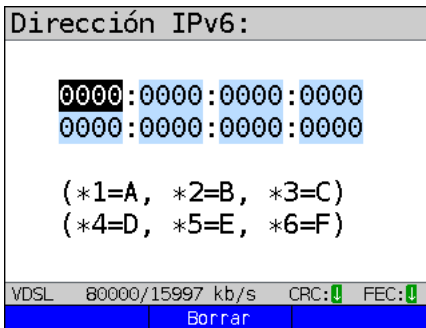 Dirección IPv6:
0000:0000:0000:0000
0000:0000:0000:0000
(*1=A, *2=B, *3=C)
(*4=D, *5=E, *6=F)
VDSL 80000/15997 kb/s CRC:↓ FEC:↓
Borrar